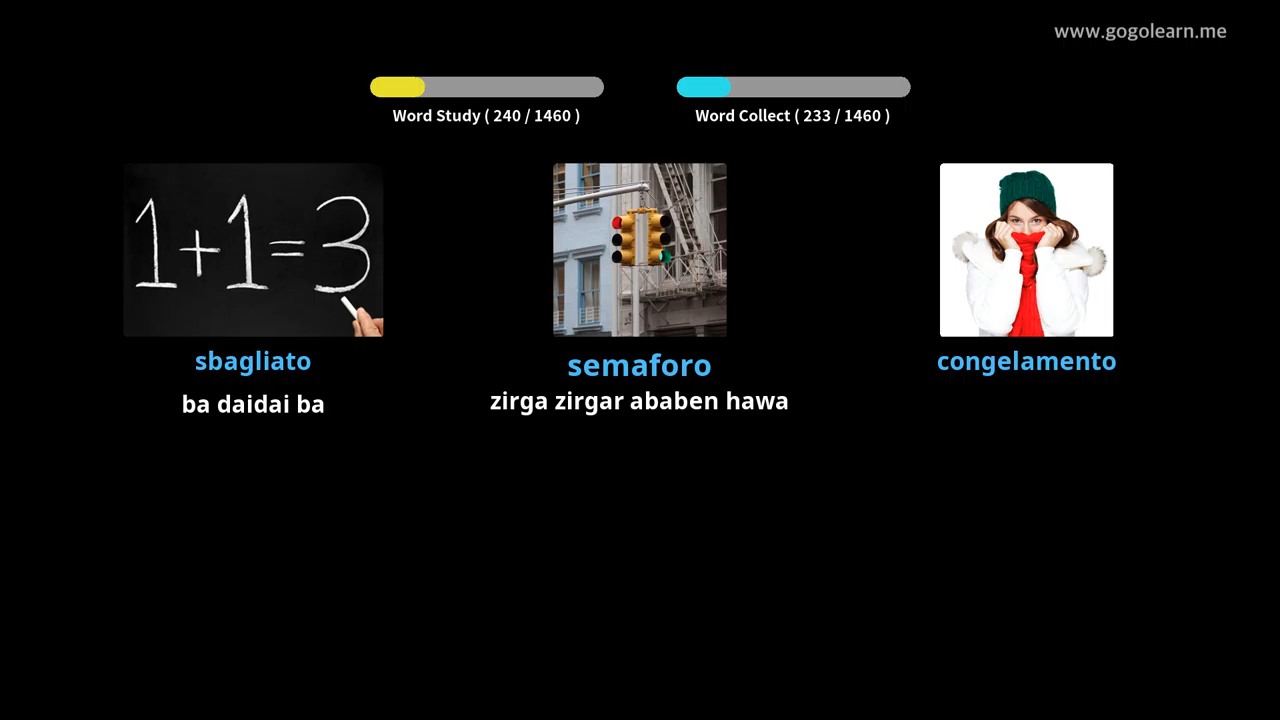 www.gogolearn.me
Word Study ( 240 / 1460 )
Word Collect ( 233 / 1460 )
1+1=3
sbagliato
semaforo
congelamento
ba daidai ba
zirga zirgar ababen hawa